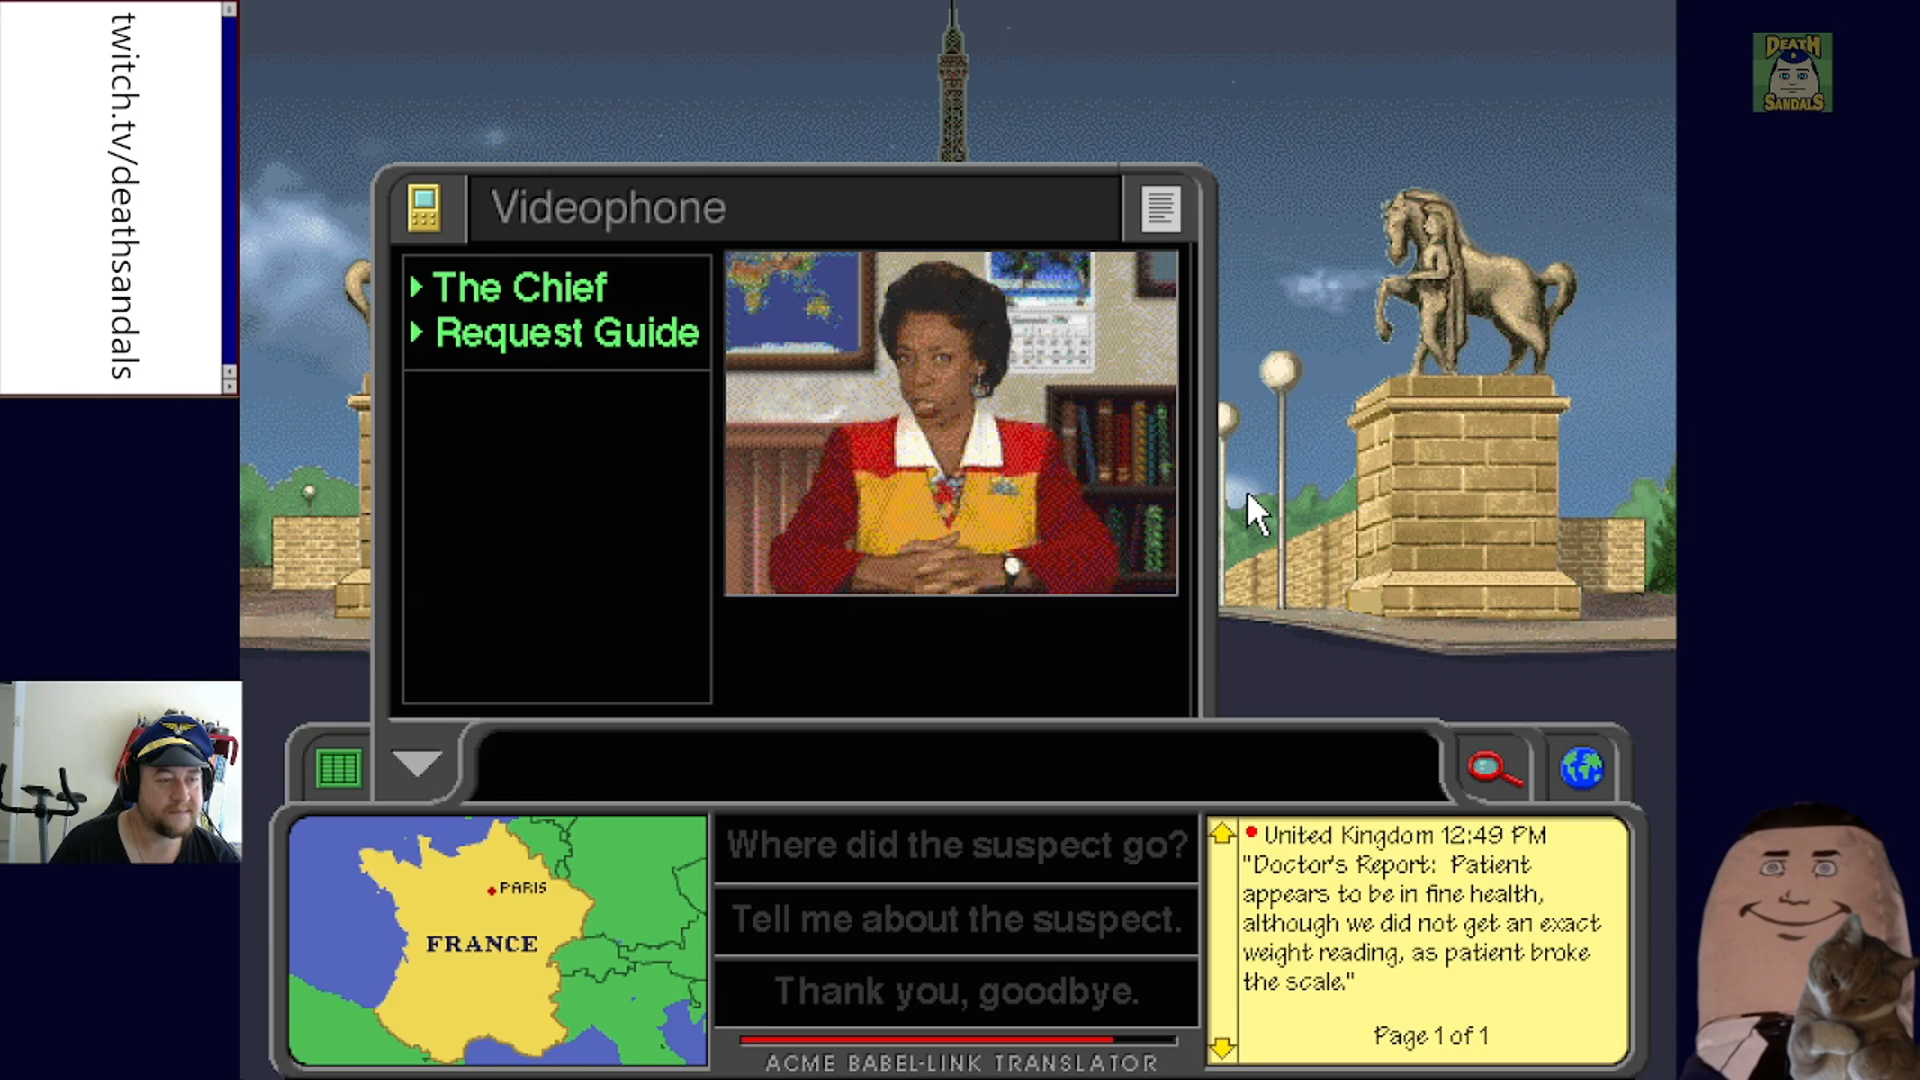 twitch.tv/deathsandals
DEATH
SANDALS
Videophone
The Chief
Request Guide
PARIS
FRANCE
Where did the suspect go?
Tell me about the suspect.
Thank you, goodbye.
ACME BABEL-LINK TRANSLATOR
United Kingdom 12:49 PM
"Doctor's Report: Patient
appears to be in fine health,
although we did not get an exact
weight reading, as patient broke
the scale."
Page 1 of 1